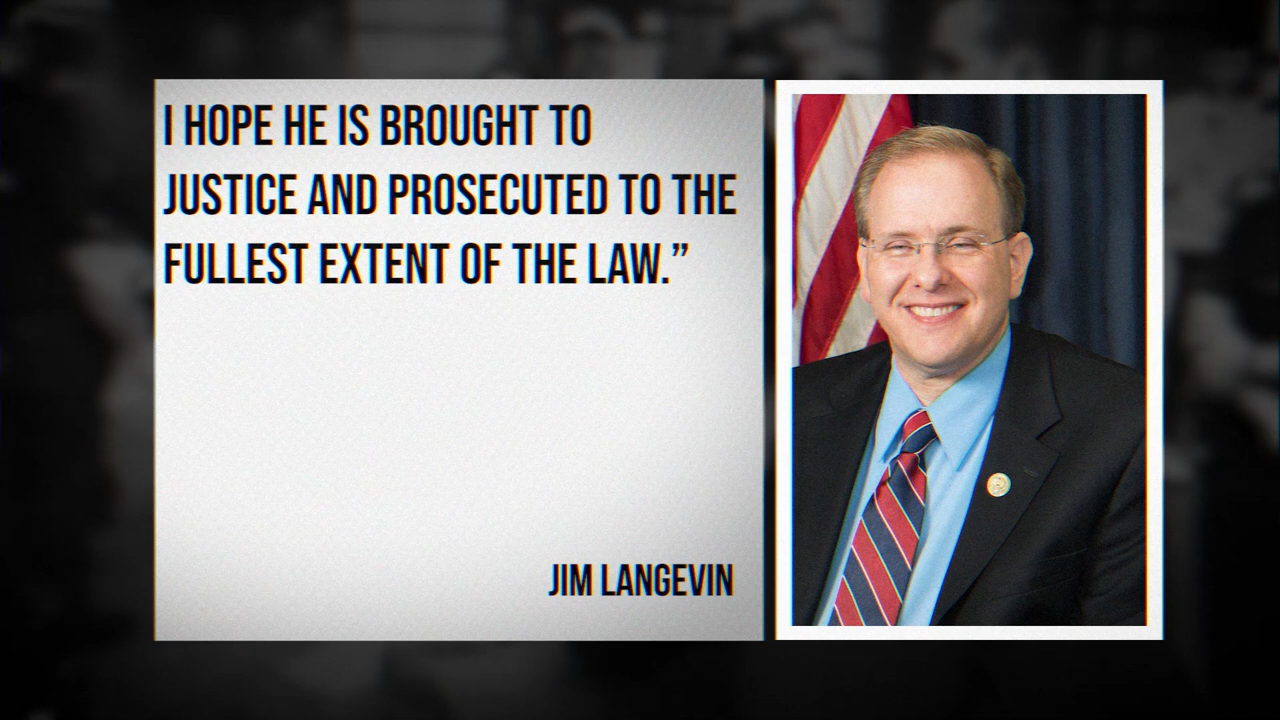 I HOPE HE IS BROUGHT TO
JUSTICE AND PROSECUTED TO THE
FULLEST EXTENT OF THE LAW.”
JIM LANGEVIN